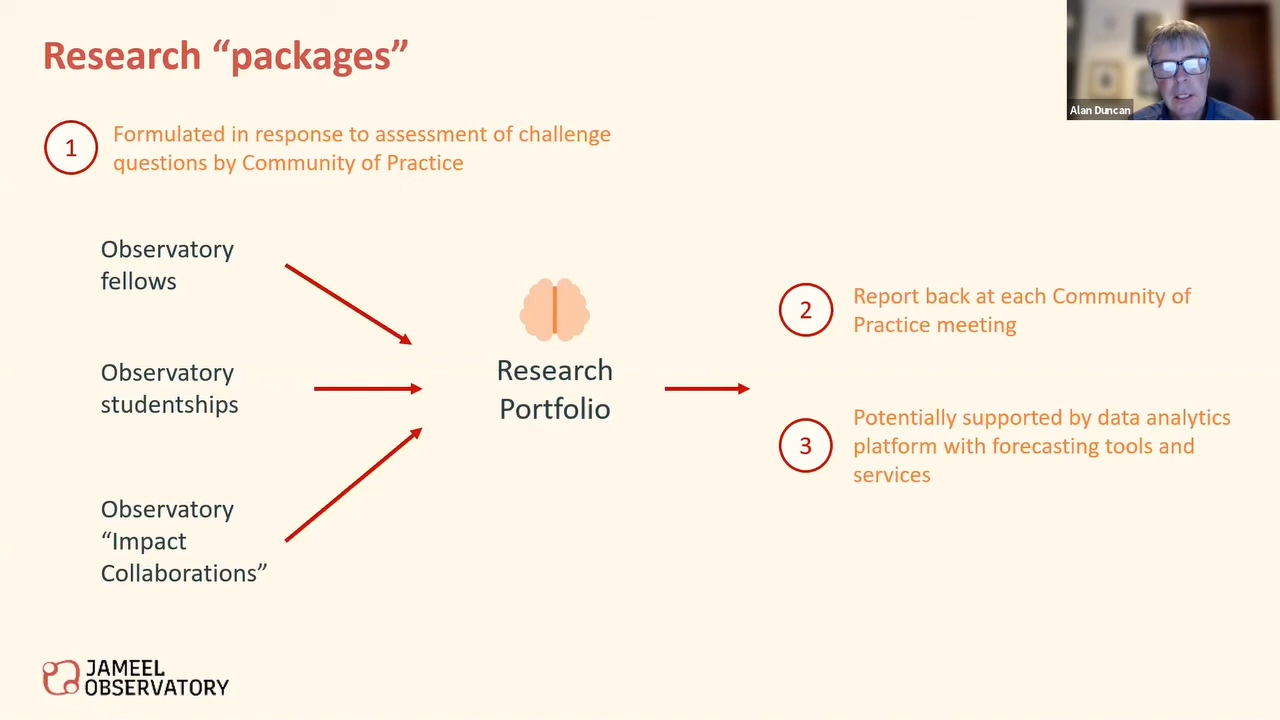 Research “packages”
Alan Duncan
1
Formulated in response to assessment of challenge
questions by Community of Practice
Observatory
fellows
Observatory
studentships
Observatory
“Impact
Collaborations”
Research
Portfolio
2
Report back at each Community of
Practice meeting
3
Potentially supported by data analytics
platform with forecasting tools and
services
JAMEEL
OBSERVATORY